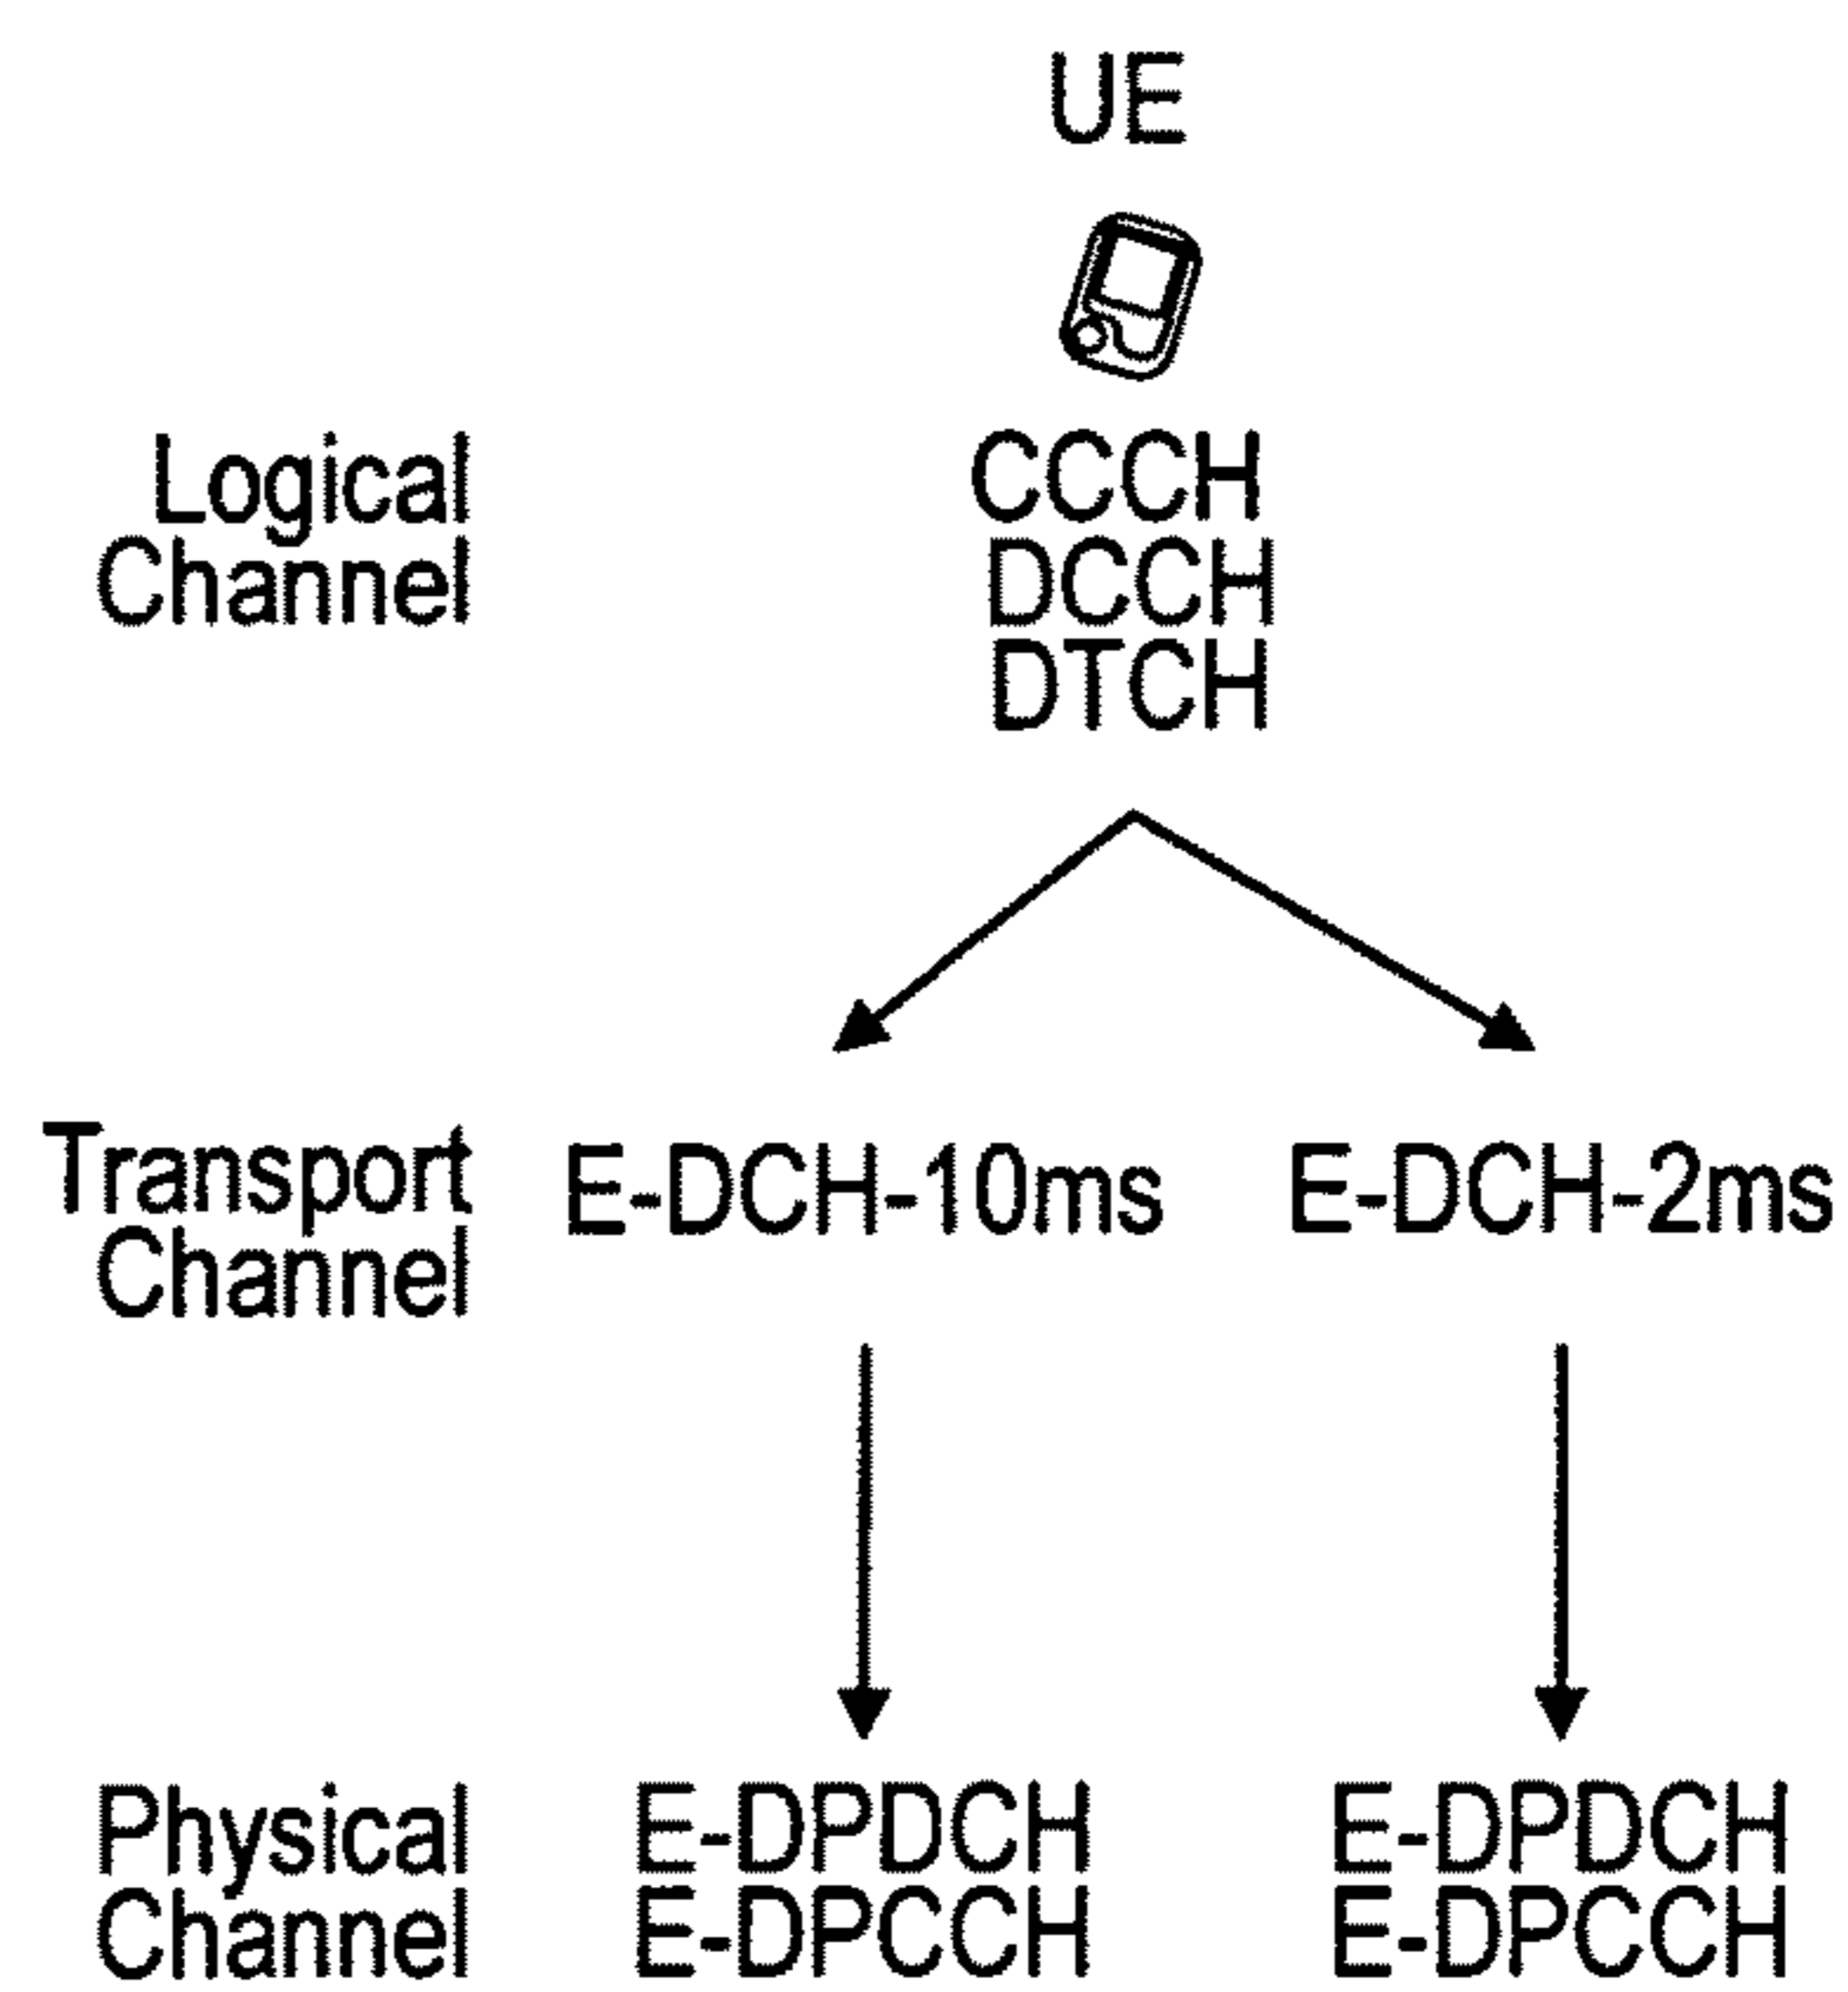 UE
Logical
Channel
CCCH
DCCH
DTCH
Transport
Channel
E-DCH-10ms
E-DCH-2ms
Physical
Channel
E-DPDCH
E-DPCCH
E-DPDCH
E-DPCCH